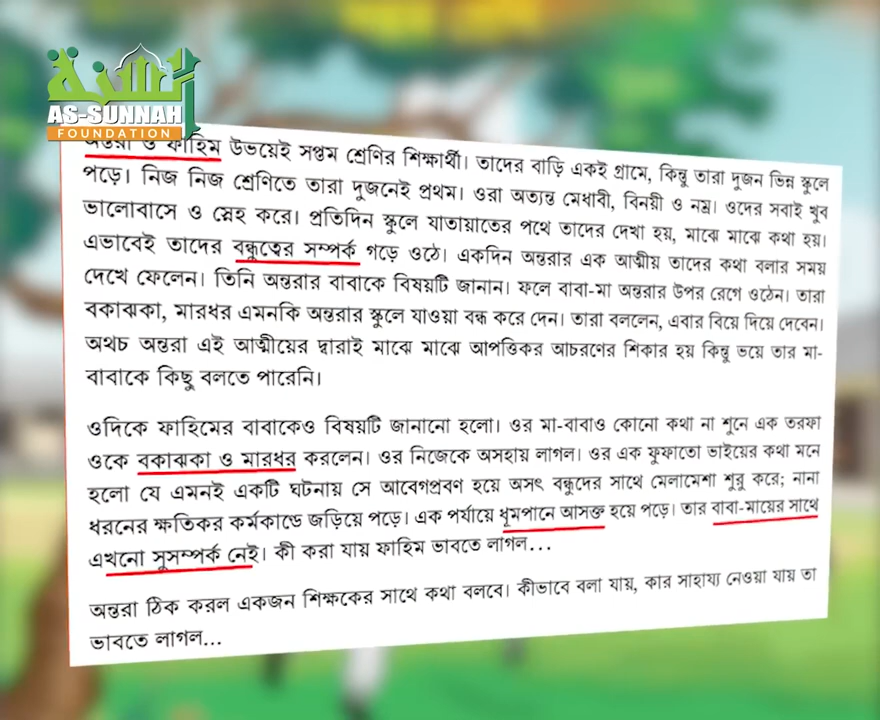 السنة
AS-SUNNAH
FOUNDATION
অন্তরা ও ফাহিম উভয়েই সপ্তম শ্রেণির শিক্ষার্থী। তাদের বাড়ি একই গ্রামে, কিন্তু তারা দুজন ভিন্ন স্কুলে
পড়ে। নিজ নিজ শ্রেণিতে তারা দুজনেই প্রথম। ওরা অত্যন্ত মেধাবী, বিনয়ী ও নম্র। ওদের সবাই খুব
ভালোবাসে ও স্নেহ করে। প্রতিদিন স্কুলে যাতায়াতের পথে তাদের দেখা হয়, মাঝে মাঝে কথা হয়।
এভাবেই তাদের বন্ধুত্বের সম্পর্ক গড়ে ওঠে। একদিন অন্তরার এক আত্মীয় তাদের কথা বলার সময়
দেখে ফেলেন। তিনি অন্তরার বাবাকে বিষয়টি জানান। ফলে বাবা-মা অন্তরার উপর রেগে ওঠেন। তারা
বকাঝকা, মারধর এমনকি অন্তরার স্কুলে যাওয়া বন্ধ করে দেন। তারা বললেন, এবার বিয়ে দিয়ে দেবেন।
অথচ অন্তরা এই আত্মীয়ের দ্বারাই মাঝে মাঝে আপত্তিকর আচরণের শিকার হয় কিন্তু ভয়ে তার মা-
বাবাকে কিছু বলতে পারেনি।
ওদিকে ফাহিমের বাবাকেও বিষয়টি জানানো হলো। ওর মা-বাবাও কোনো কথা না শুনে এক তরফা
ওকে বকাঝকা ও মারধর করলেন। ওর নিজেকে অসহায় লাগল। ওর এক ফুফাতো ভাইয়ের কথা মনে
হলো যে এমনই একটি ঘটনায় সে আবেগপ্রবণ হয়ে অসৎ বন্ধুদের সাথে মেলামেশা শুরু করে; নানা
ধরনের ক্ষতিকর কর্মকান্ডে জড়িয়ে পড়ে। এক পর্যায়ে ধূমপানে আসক্ত হয়ে পড়ে। তার বাবা-মায়ের সাথে
এখনো সুসম্পর্ক নেই। কী করা যায় ফাহিম ভাবতে লাগল...
অন্তরা ঠিক করল একজন শিক্ষকের সাথে কথা বলবে। কীভাবে বলা যায়, কার সাহায্য নেওয়া যায় তা
ভাবতে লাগল...